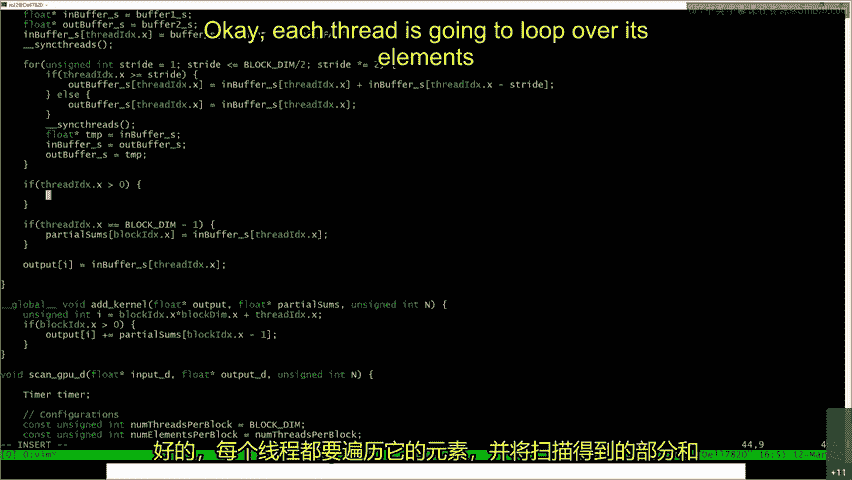 Okay, each thread is going to loop over its
elements
float* inBuffer_s = buffer1_s;
float* outBuffer_s = buffer2_s;
inBuffer_s[threadIdx.x] =
__syncthreads();
for(unsigned int stride = 1; stride <= BLOCK_DIM/2; stride *= 2) {
if(threadIdx.x >= stride) {
outBuffer_s[threadIdx.x] = inBuffer_s[threadIdx.x] + inBuffer_s[threadIdx.x - stride];
} else {
outBuffer_s[threadIdx.x] = inBuffer_s[threadIdx.x];
}
__syncthreads();
float* tmp = inBuffer_s;
inBuffer_s = outBuffer_s;
outBuffer_s = tmp;
}
if(threadIdx.x > 0) {
}
if(threadIdx.x == BLOCK_DIM - 1) {
partialSums[blockIdx.x] = inBuffer_s[threadIdx.x];
}
output[i] = inBuffer_s[threadIdx.x];
}
__global__ void add_kernel(float* output, float* partialSums, unsigned int N) {
unsigned int i = blockIdx.x*blockDim.x + threadIdx.x;
if(blockIdx.x > 0) {
output[i] += partialSums[blockIdx.x - 1];
}
}
void scan_gpu_d(float* input_d, float* output_d, unsigned int N) {
Timer timer;
// Configurations
const unsigned int numThreadsPerBlock = BLOCK_DIM;
const unsigned int numElementsPerBlock = numThreadsPerBlock;
-- INSERT -- 44,9
好的，每个线程都要遍历它的元素，并将扫描得到的部分和
+11